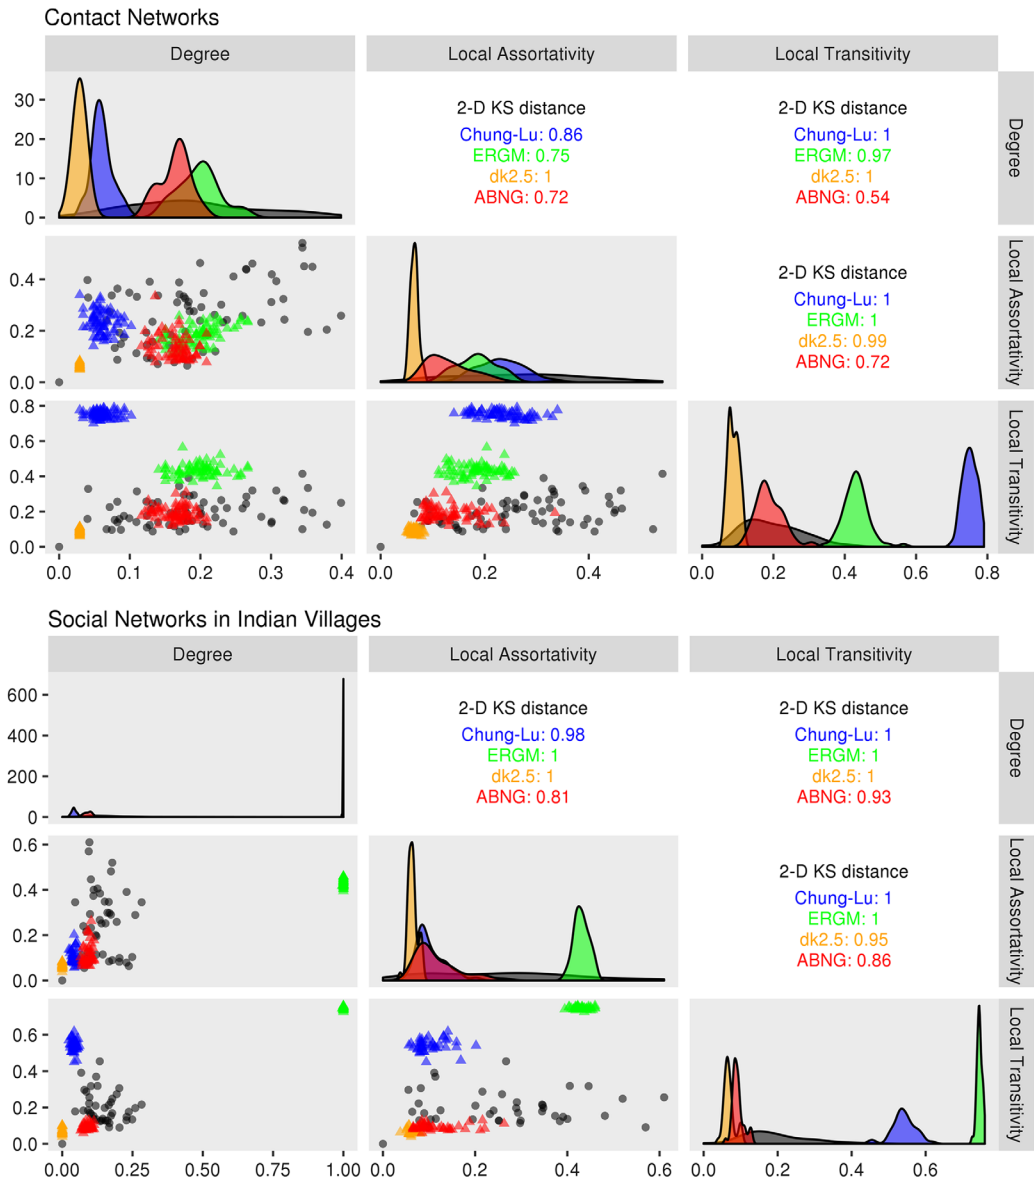 Contact Networks
Degree
Local Assortativity
Local Transitivity
30
20
10
0
2-D KS distance
Chung-Lu: 0.86
ERGM: 0.75
dk2.5: 1
ABNG: 0.72
2-D KS distance
Chung-Lu: 1
ERGM: 0.97
dk2.5: 1
ABNG: 0.54
Degree
0.4
0.2
0.0
2-D KS distance
Chung-Lu: 1
ERGM: 1
dk2.5: 0.99
ABNG: 0.72
Local Assortativity
0.8
0.6
0.4
0.2
0.0
Local Transitivity
0.0 0.1 0.2 0.3 0.4
0.0 0.2 0.4
0.0 0.2 0.4 0.6 0.8
Social Networks in Indian Villages
Degree
Local Assortativity
Local Transitivity
600
400
200
0
2-D KS distance
Chung-Lu: 0.98
ERGM: 1
dk2.5: 1
ABNG: 0.81
2-D KS distance
Chung-Lu: 1
ERGM: 1
dk2.5: 1
ABNG: 0.93
Degree
0.6
0.4
0.2
0.0
2-D KS distance
Chung-Lu: 1
ERGM: 1
dk2.5: 0.95
ABNG: 0.86
Local Assortativity
0.6
0.4
0.2
0.0
Local Transitivity
0.00 0.25 0.50 0.75 1.00
0.0 0.2 0.4 0.6
0.0 0.2 0.4 0.6